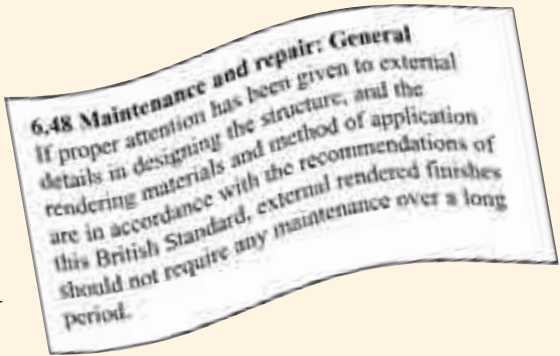 6.48 Maintenance and repair: General
If proper attention has been given to external
details in designing the structure, and the
rendering materials and method of application
are in accordance with the recommendations of
this British Standard, external rendered finishes
should not require any maintenance over a long
period.